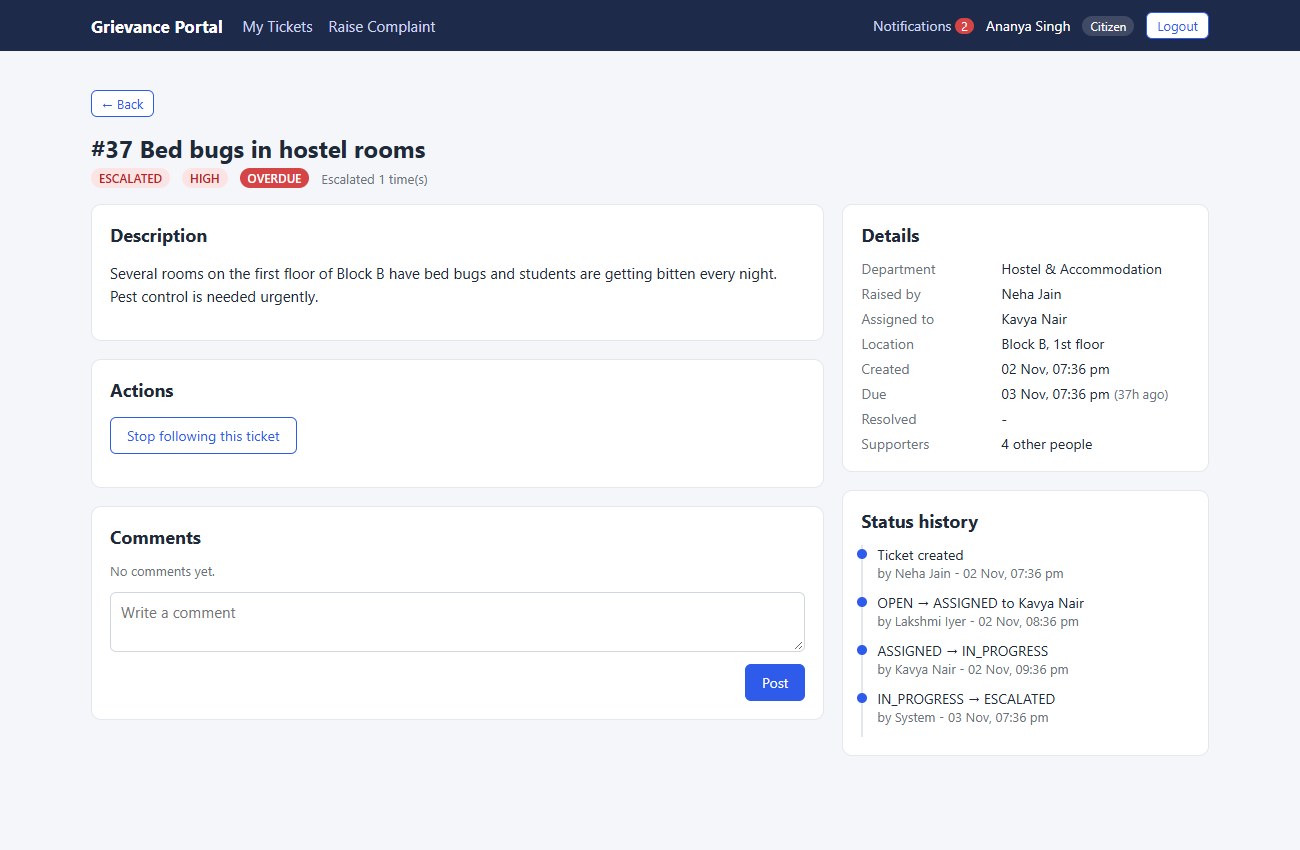 Grievance Portal My Tickets Raise Complaint Notifications 2 Ananya Singh Citizen Logout
← Back
#37 Bed bugs in hostel rooms
ESCALATED HIGH OVERDUE Escalated 1 time(s)
Description
Several rooms on the first floor of Block B have bed bugs and students are getting bitten every night.
Pest control is needed urgently.
Actions
Stop following this ticket
Comments
No comments yet.
Write a comment
Post
Details
Department Hostel & Accommodation
Raised by Neha Jain
Assigned to Kavya Nair
Location Block B, 1st floor
Created 02 Nov, 07:36 pm
Due 03 Nov, 07:36 pm (37h ago)
Resolved -
Supporters 4 other people
Status history
Ticket created
by Neha Jain - 02 Nov, 07:36 pm
OPEN → ASSIGNED to Kavya Nair
by Lakshmi Iyer - 02 Nov, 08:36 pm
ASSIGNED → IN_PROGRESS
by Kavya Nair - 02 Nov, 09:36 pm
IN_PROGRESS → ESCALATED
by System - 03 Nov, 07:36 pm